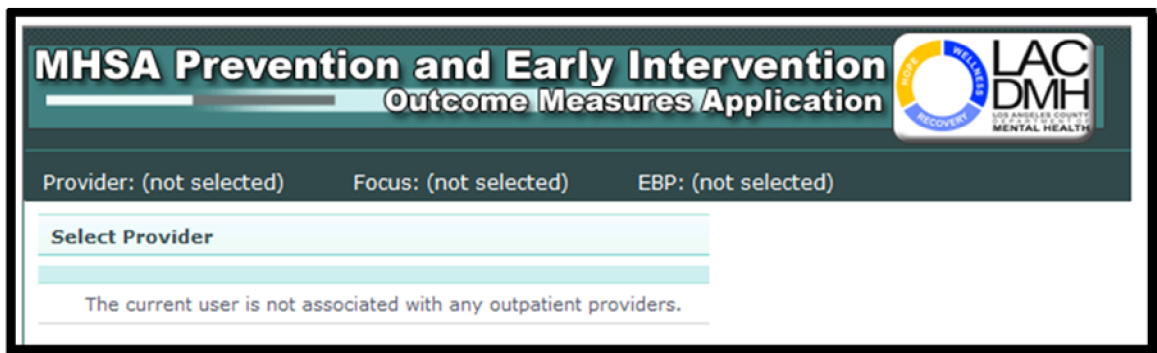 MHSA Prevention and Early Intervention
Outcome Measures Application
HOPE
WELLNESS
RECOVERY
LAC
DMH
LOS ANGELES COUNTY
DEPARTMENT OF
MENTAL HEALTH
Provider: (not selected) Focus: (not selected) EBP: (not selected)
Select Provider
The current user is not associated with any outpatient providers.